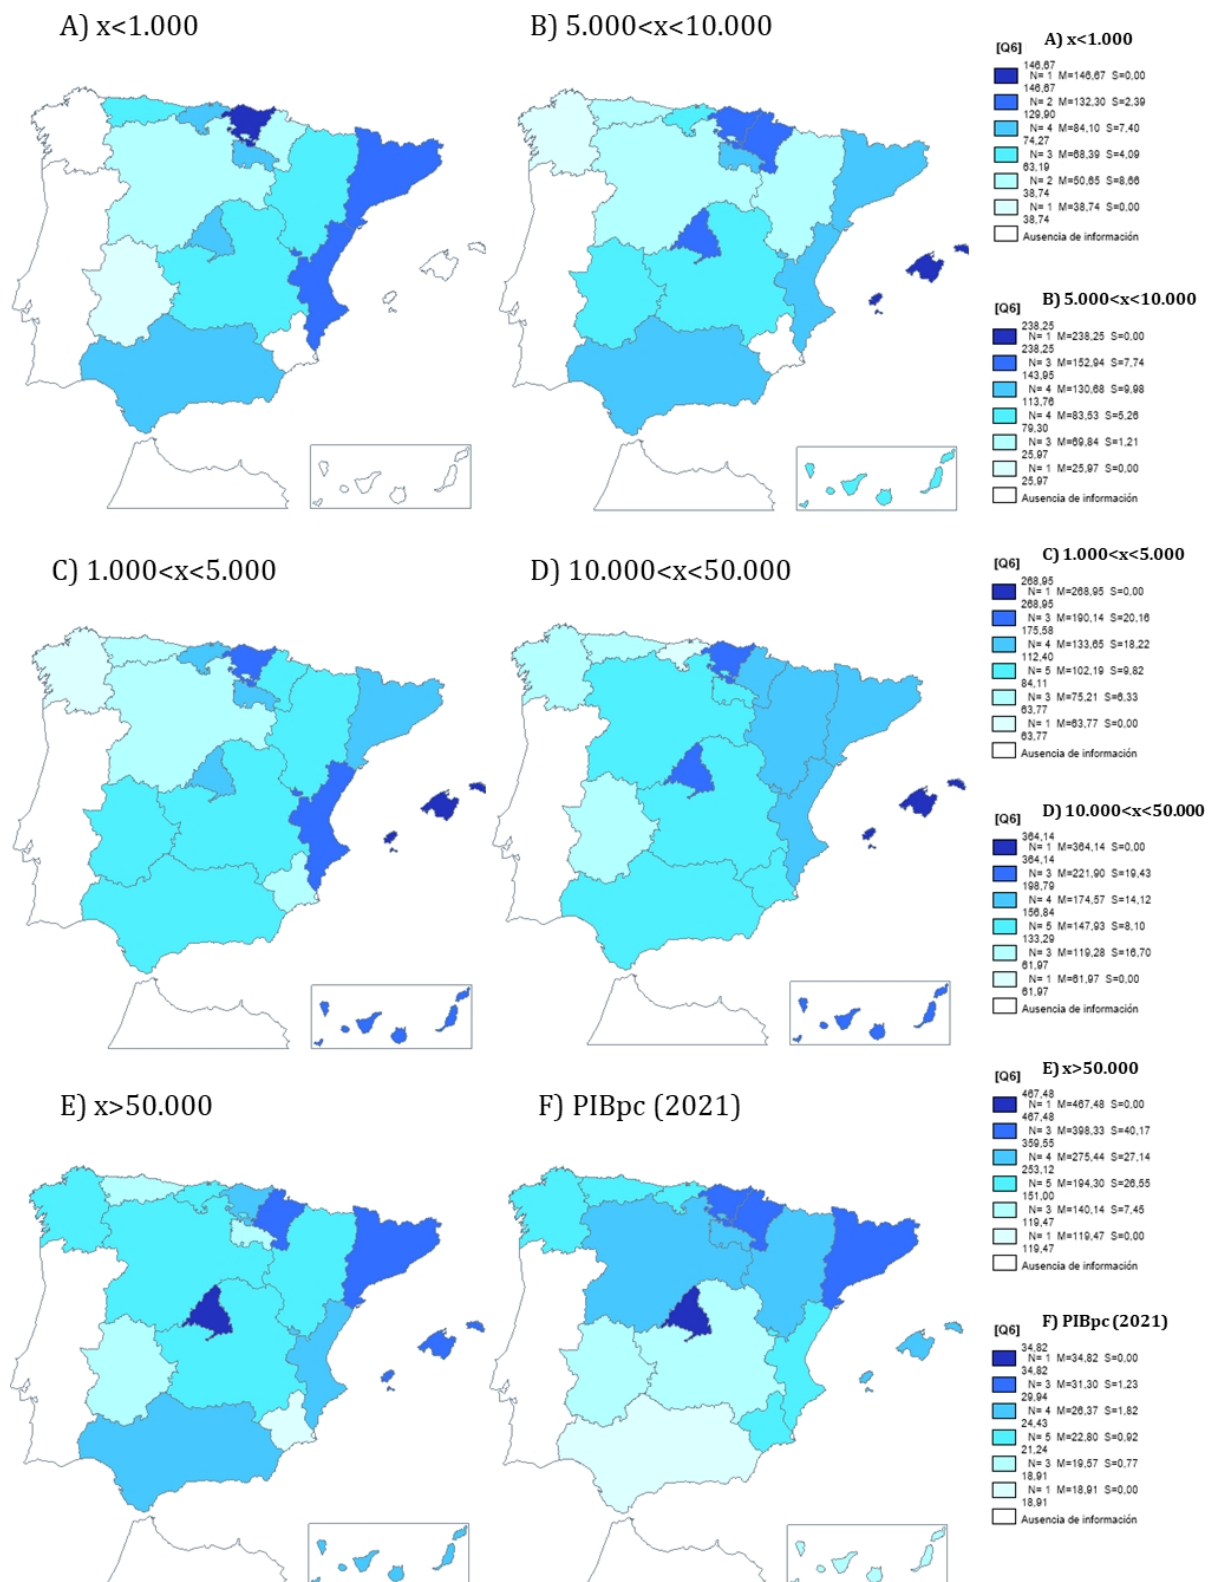 A) x<1.000
B) 5.000<x<10.000
C) 1.000<x<5.000
D) 10.000<x<50.000
E) x>50.000
F) PIBpc (2021)
[Q6] A) x<1.000
146,67
N= 1 M=146,67 S=0,00
146,67
N= 2 M=132,30 S=2,39
129,90
N= 4 M=84,10 S=7,40
74,27
N= 3 M=68,39 S=4,09
63,19
N= 2 M=50,65 S=8,66
38,74
N= 1 M=38,74 S=0,00
38,74
Ausencia de información
[Q6] B) 5.000<x<10.000
238,25
N= 1 M=238,25 S=0,00
238,25
N= 3 M=152,94 S=7,74
143,95
N= 4 M=130,68 S=9,98
113,76
N= 4 M=83,53 S=5,26
79,30
N= 3 M=69,84 S=1,21
25,97
N= 1 M=25,97 S=0,00
25,97
Ausencia de información
[Q6] C) 1.000<x<5.000
268,95
N= 1 M=268,95 S=0,00
268,95
N= 3 M=190,14 S=20,16
175,58
N= 4 M=133,65 S=18,22
112,40
N= 5 M=102,19 S=9,82
84,11
N= 3 M=75,21 S=6,33
63,77
N= 1 M=63,77 S=0,00
63,77
Ausencia de información
[Q6] D) 10.000<x<50.000
364,14
N= 1 M=364,14 S=0,00
364,14
N= 3 M=221,90 S=19,43
198,79
N= 4 M=174,57 S=14,12
156,84
N= 5 M=147,93 S=8,10
133,29
N= 3 M=119,28 S=16,70
61,97
N= 1 M=61,97 S=0,00
61,97
Ausencia de información
[Q6] E) x>50.000
467,48
N= 1 M=467,48 S=0,00
467,48
N= 3 M=398,33 S=40,17
359,55
N= 4 M=275,44 S=27,14
253,12
N= 5 M=194,30 S=26,55
151,00
N= 3 M=140,14 S=7,45
119,47
N= 1 M=119,47 S=0,00
119,47
Ausencia de información
[Q6] F) PIBpc (2021)
34,82
N= 1 M=34,82 S=0,00
34,82
N= 3 M=31,30 S=1,23
29,94
N= 4 M=26,37 S=1,82
24,43
N= 5 M=22,80 S=0,92
21,24
N= 3 M=19,57 S=0,77
18,91
N= 1 M=18,91 S=0,00
18,91
Ausencia de información